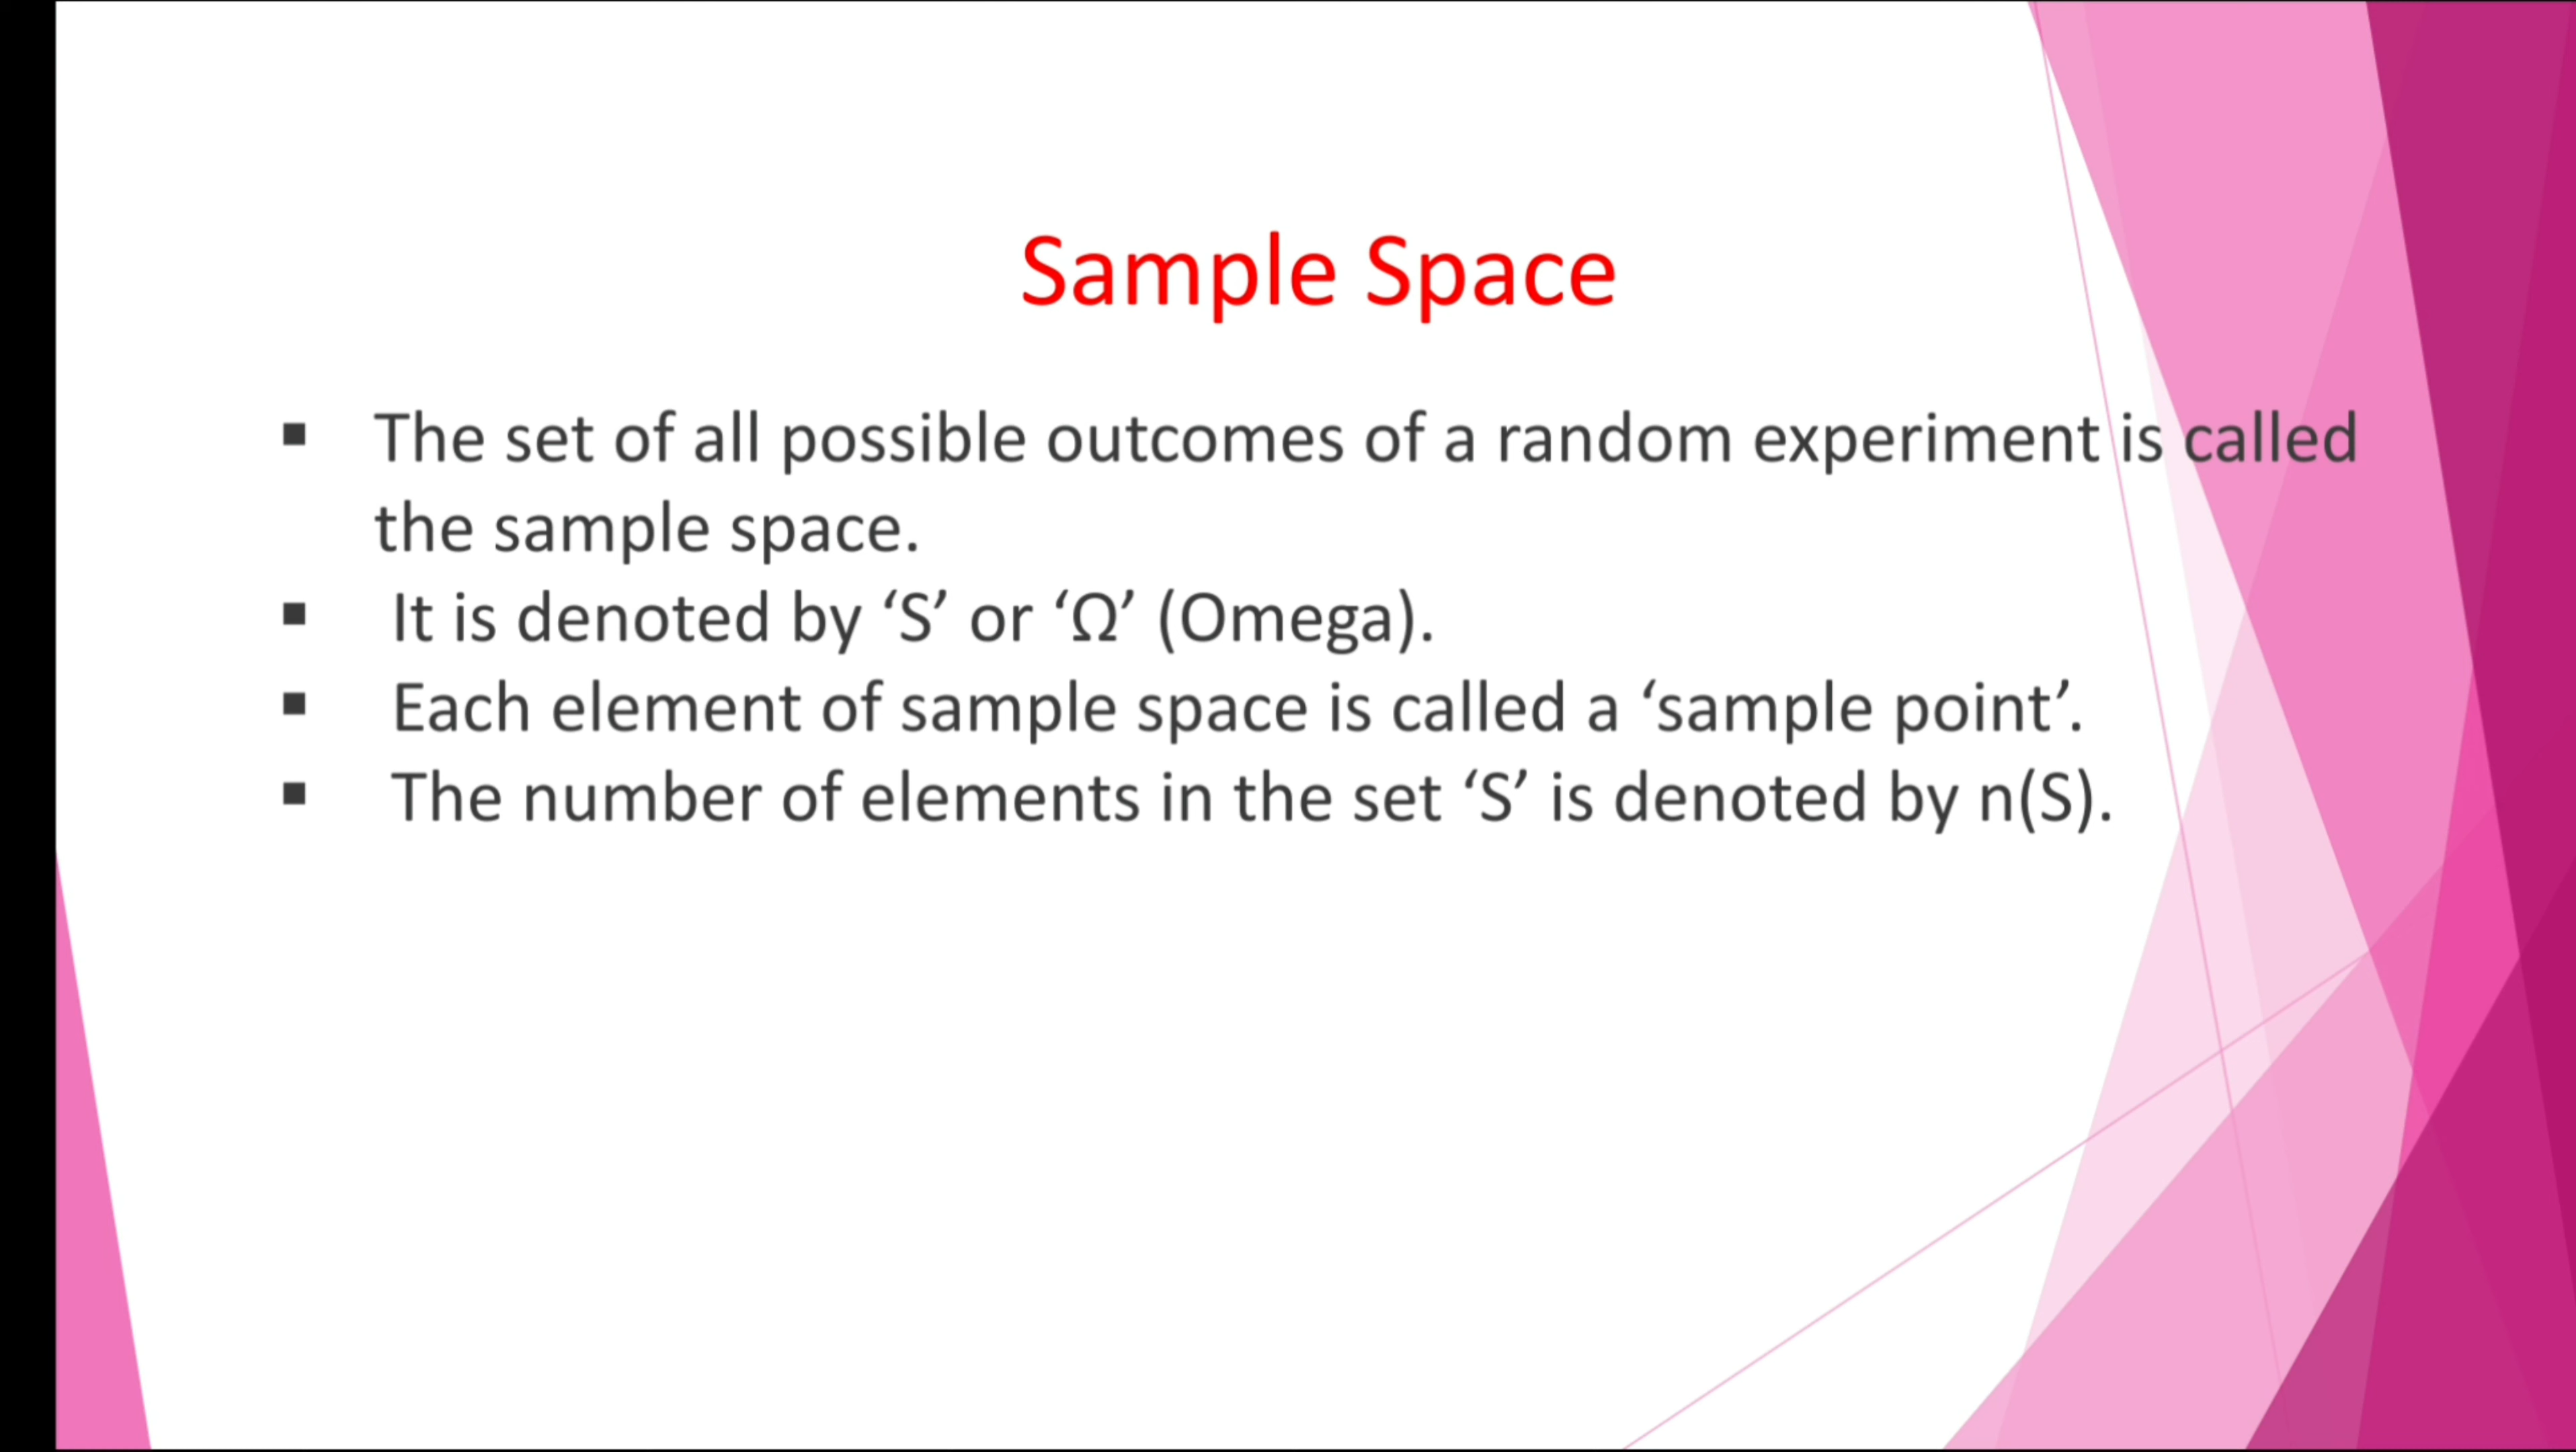 Sample Space
▪ The set of all possible outcomes of a random experiment is called
the sample space.
▪ It is denoted by ‘S’ or ‘Ω’ (Omega).
▪ Each element of sample space is called a ‘sample point’.
▪ The number of elements in the set ‘S’ is denoted by n(S).